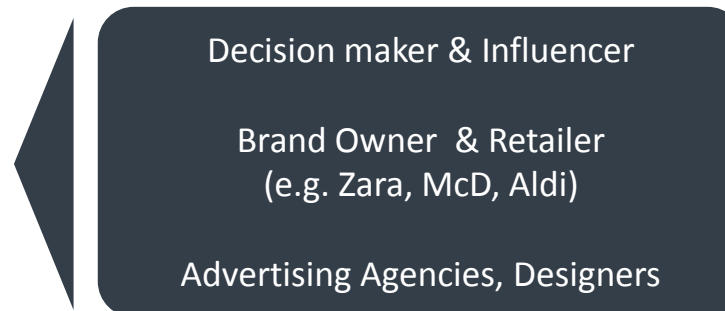 Decision maker & Influencer
Brand Owner  & Retailer
(e.g. Zara, McD, Aldi)
Advertising Agencies, Designers